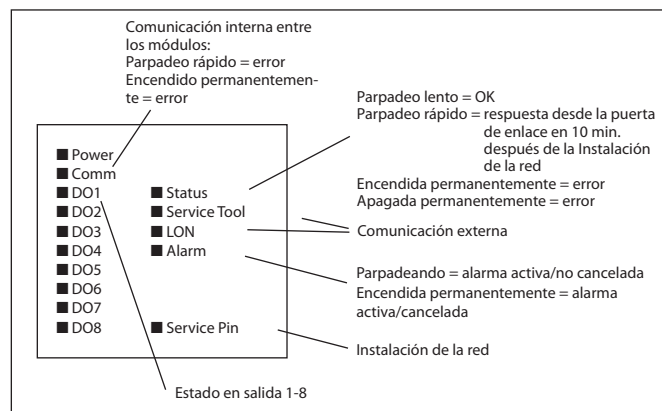 Comunicación interna entre
los módulos:
Parpadeo rápido = error
Encendido permanentemen-
te = error
Parpadeo lento = OK
Parpadeo rápido = respuesta desde la puerta
de enlace en 10 min.
después de la Instalación
de la red
Encendida permanentemente = error
Apagada permanentemente = error
Comunicación externa
Parpadeando = alarma activa/no cancelada
Encendida permanentemente = alarma
activa/cancelada
Instalación de la red
Power
Comm
DO1
DO2
DO3
DO4
DO5
DO6
DO7
DO8
Status
Service Tool
LON
Alarm
Service Pin
Estado en salida 1-8